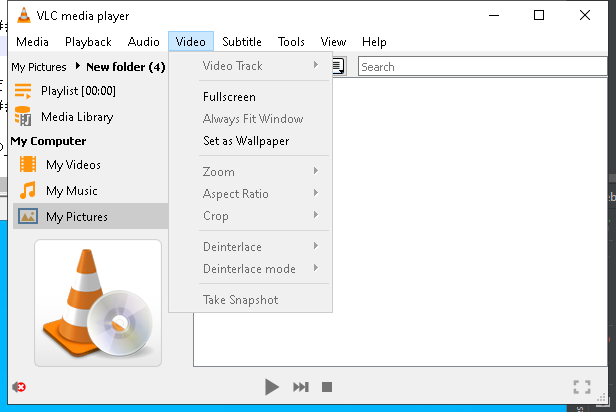 VLC media player
Media Playback Audio Video Subtitle Tools View Help
My Pictures New folder (4)
Search
Playlist [00:00]
Media Library
My Computer
My Videos
My Music
My Pictures
Video Track
Fullscreen
Always Fit Window
Set as Wallpaper
Zoom
Aspect Ratio
Crop
Deinterlace
Deinterlace mode
Take Snapshot